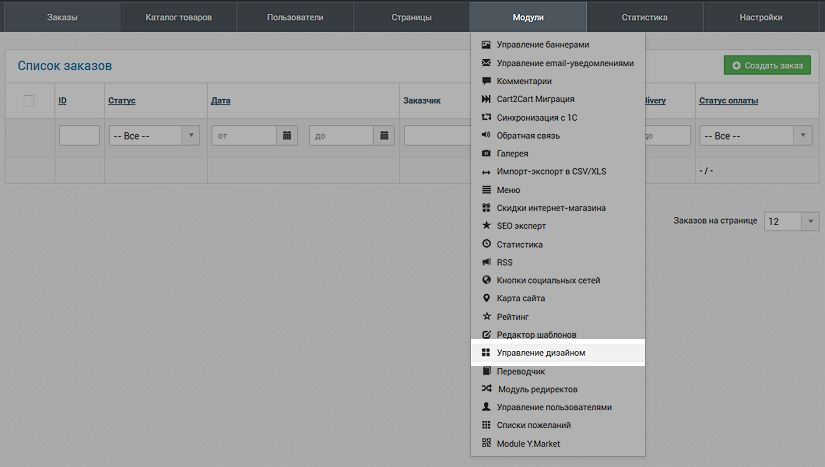 Заказы Каталог товаров Пользователи Страницы Модули Статистика Настройки
Список заказов
Создать заказ
ID Статус Дата Заказчик livery Статус оплаты
-- Все -- от до до -- Все --
- / -
Заказов на странице 12
Управление баннерами
Управление email-уведомлениями
Комментарии
Cart2Cart Миграция
Синхронизация с 1С
Обратная связь
Галерея
Импорт-экспорт в CSV/XLS
Меню
Скидки интернет-магазина
SEO эксперт
Статистика
RSS
Кнопки социальных сетей
Карта сайта
Рейтинг
Редактор шаблонов
Управление дизайном
Переводчик
Модуль редиректов
Управление пользователями
Списки пожеланий
Module Y.Market